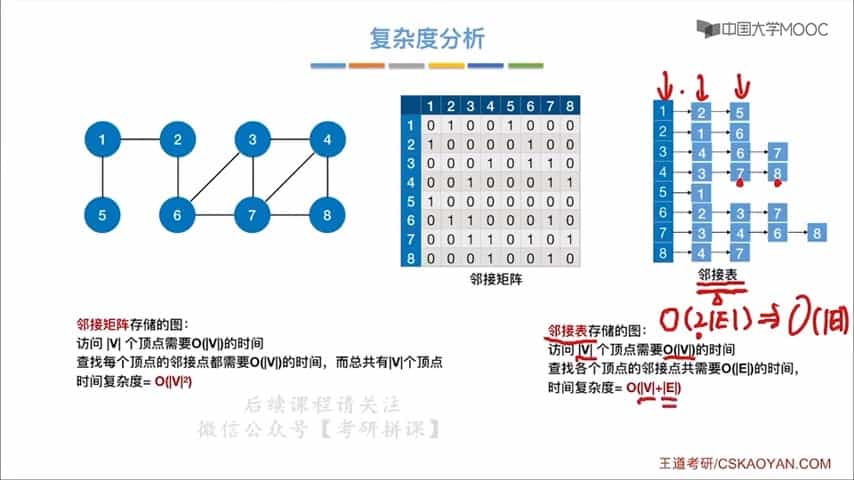 复杂度分析
中国大学MOOC
1 2 3 4
5 6 7 8
1 2 3 4 5 6 7 8
1 0 1 0 0 1 0 0 0
2 1 0 0 0 0 1 0 0
3 0 0 0 1 0 1 1 0
4 0 0 1 0 0 0 1 1
5 1 0 0 0 0 0 0 0
6 0 1 1 0 0 0 1 0
7 0 0 1 1 0 1 0 1
8 0 0 0 1 0 0 1 0
邻接矩阵
1 2 5
2 1 6
3 4 6 7
4 3 7 8
5 1
6 2 3 7
7 3 4 6 8
8 4 7
邻接表
O(2|E|) ⇒ O(|E|)
邻接矩阵存储的图:
访问 |V| 个顶点需要O(|V|)的时间
查找每个顶点的邻接点都需要O(|V|)的时间，而总共有|V|个顶点
时间复杂度= O(|V|²)
邻接表存储的图:
访问 |V| 个顶点需要O(|V|)的时间
查找各个顶点的邻接点共需要O(|E|)的时间，
时间复杂度= O(|V|+|E|)
后续课程请关注
微信公众号【考研拼课】
王道考研/CSKAOYAN.COM